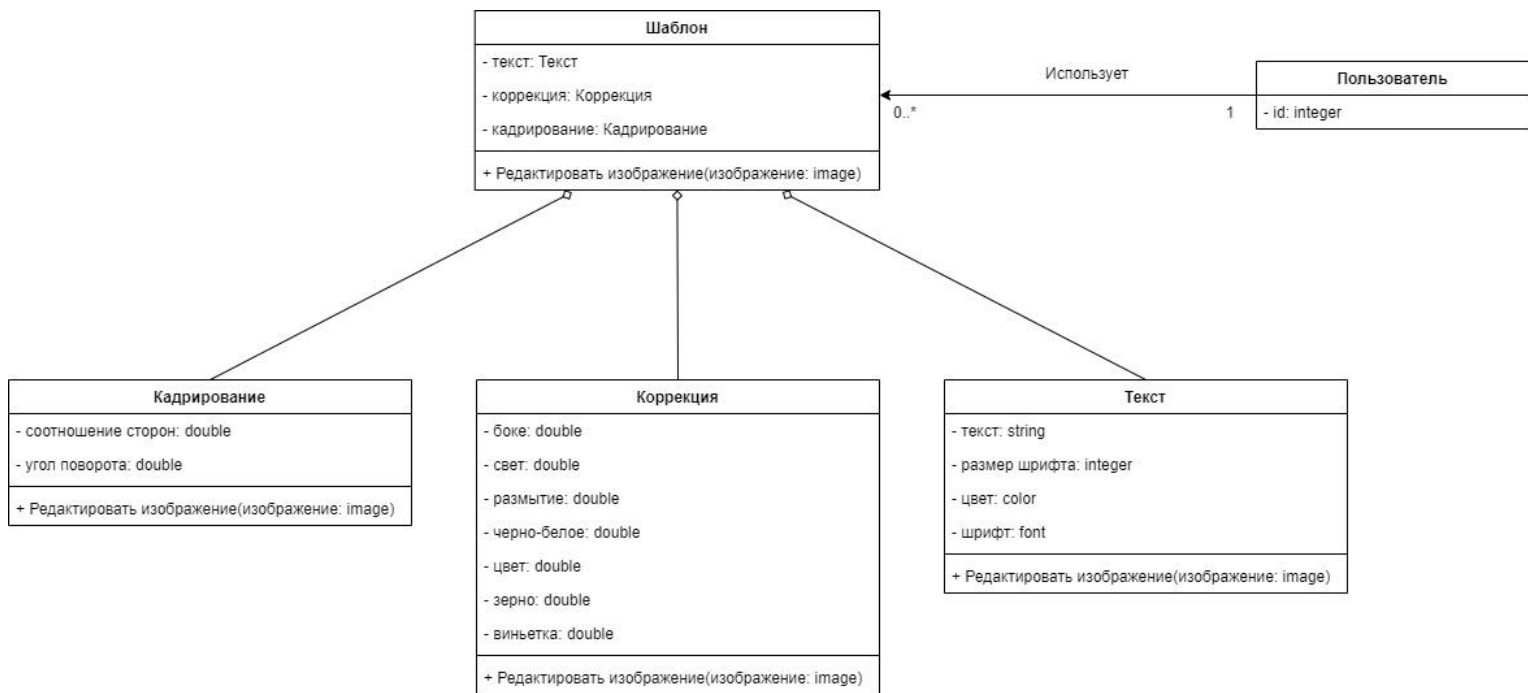 Шаблон
- текст: Текст
- коррекция: Коррекция
- кадрирование: Кадрирование
+ Редактировать изображение(изображение: image)
Использует
0..*
1
Пользователь
- id: integer
Кадрирование
- соотношение сторон: double
- угол поворота: double
+ Редактировать изображение(изображение: image)
Коррекция
- боке: double
- свет: double
- размытие: double
- черно-белое: double
- цвет: double
- зерно: double
- виньетка: double
+ Редактировать изображение(изображение: image)
Текст
- текст: string
- размер шрифта: integer
- цвет: color
- шрифт: font
+ Редактировать изображение(изображение: image)